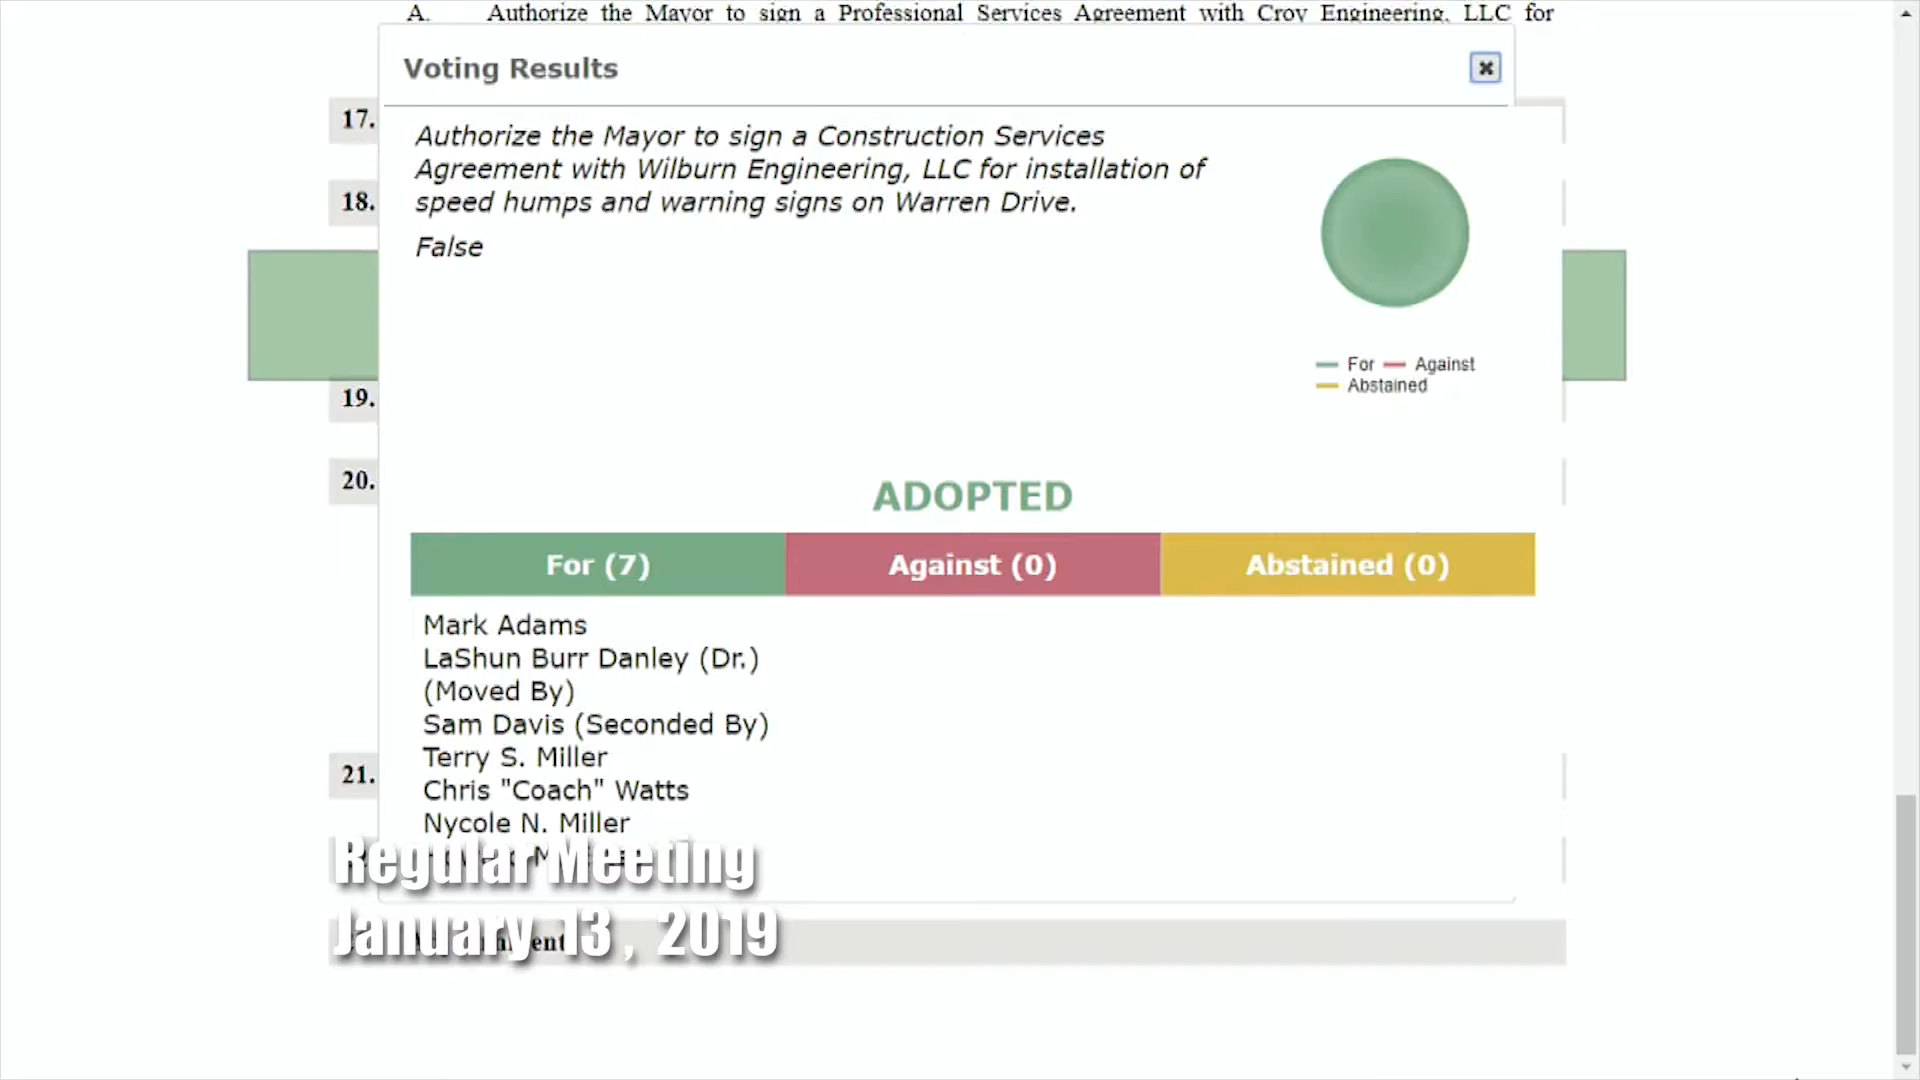 A. Authorize the Mayor to sign a Professional Services Agreement with Croy Engineering, LLC for
Voting Results
17.
Authorize the Mayor to sign a Construction Services
Agreement with Wilburn Engineering, LLC for installation of
18.
speed humps and warning signs on Warren Drive.
False
For Against
Abstained
19.
20.
ADOPTED
For (7) Against (0) Abstained (0)
Mark Adams
LaShun Burr Danley (Dr.)
(Moved By)
Sam Davis (Seconded By)
Terry S. Miller
21.
Chris "Coach" Watts
Nycole N. Miller
Regular Meeting
January 13 , 2019